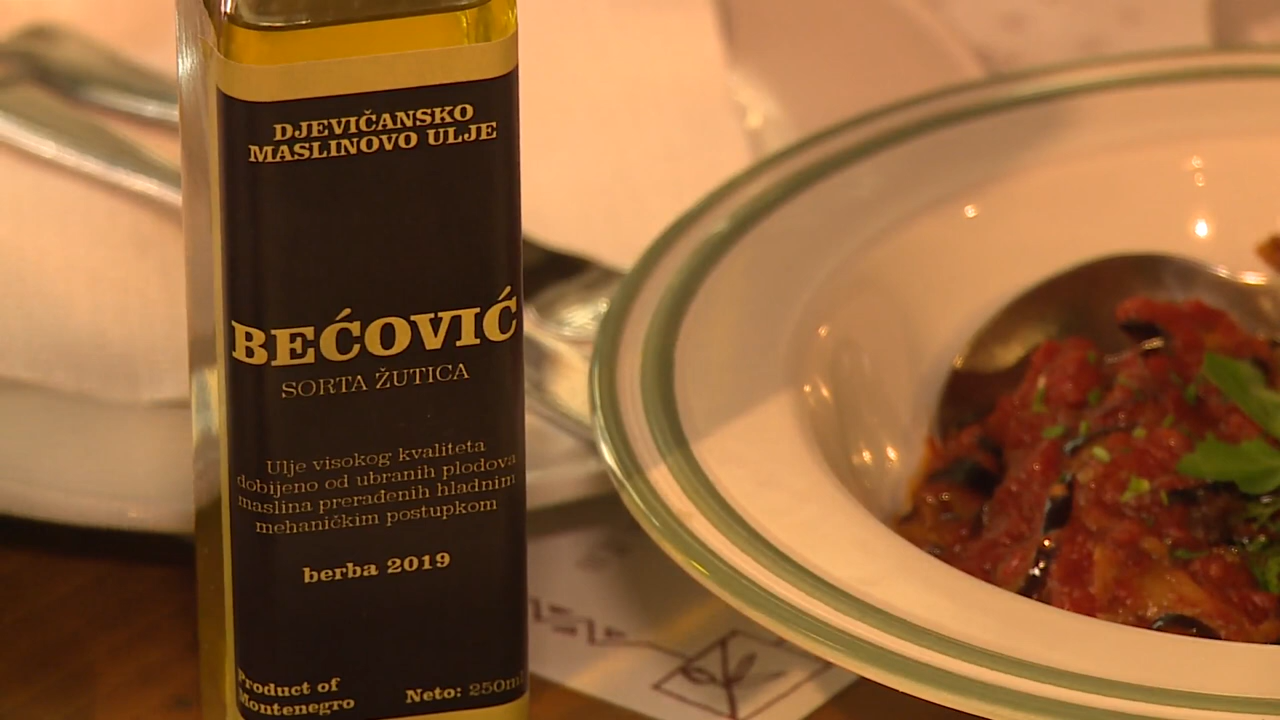 DJEVIČANSKO
MASLINOVO ULJE
BEĆOVIĆ
SORTA ŽUTICA
Ulje visokog kvaliteta
dobijeno od ubranih plodova
maslina prerađenih hladnim
mehaničkim postupkom
berba 2019
Product of
Montenegro
Neto: 250ml